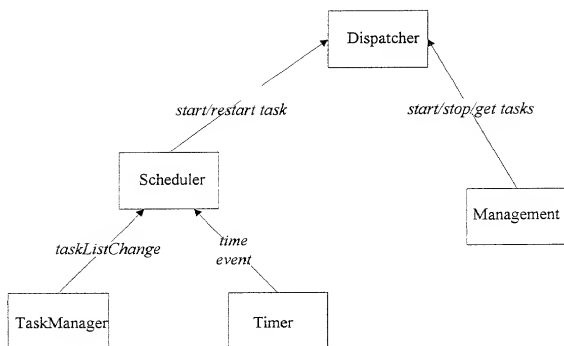 Dispatcher
start/restart task
start/stop/get tasks
Scheduler
Management
taskListChange
time
event
TaskManager
Timer